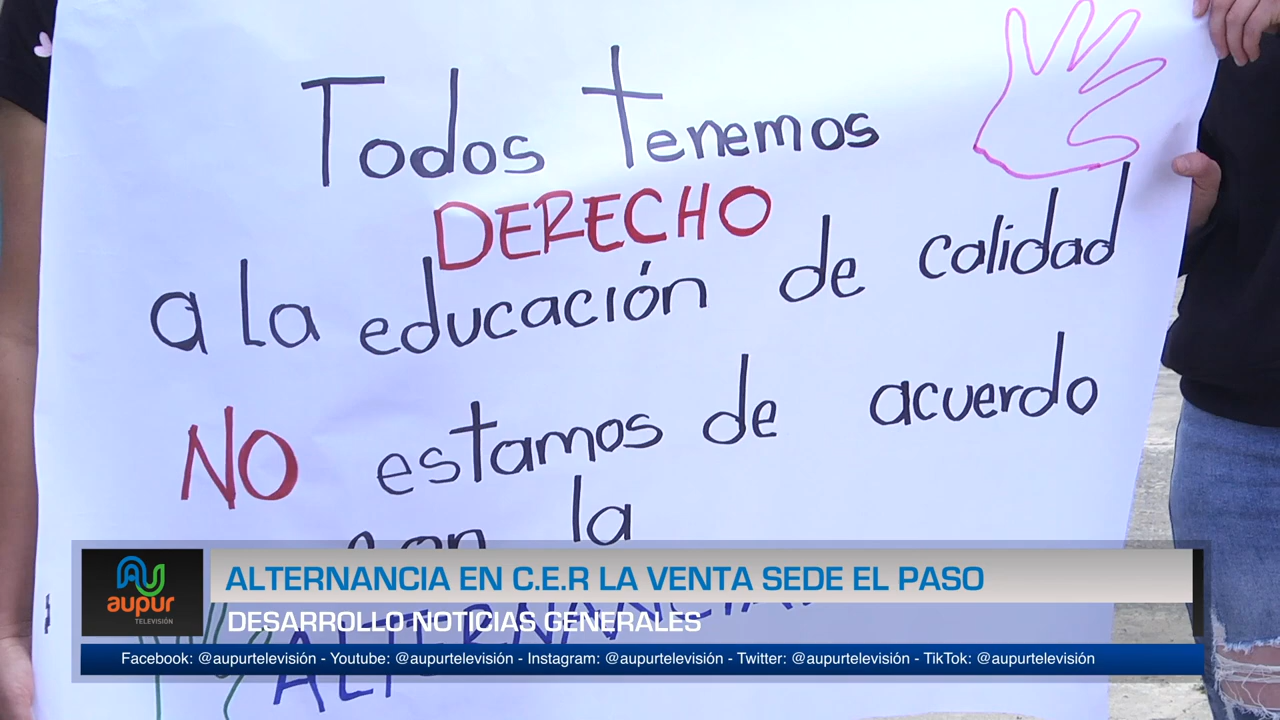 Todos tenemos
DERECHO
a la educación de calidad
NO estamos de acuerdo
con la
ALTERNANCIA
aupur
TELEVISIÓN
ALTERNANCIA EN C.E.R LA VENTA SEDE EL PASO
DESARROLLO NOTICIAS GENERALES
Facebook: @aupurtelevisión - Youtube: @aupurtelevisión - Instagram: @aupurtelevisión - Twitter: @aupurtelevisión - TikTok: @aupurtelevisión